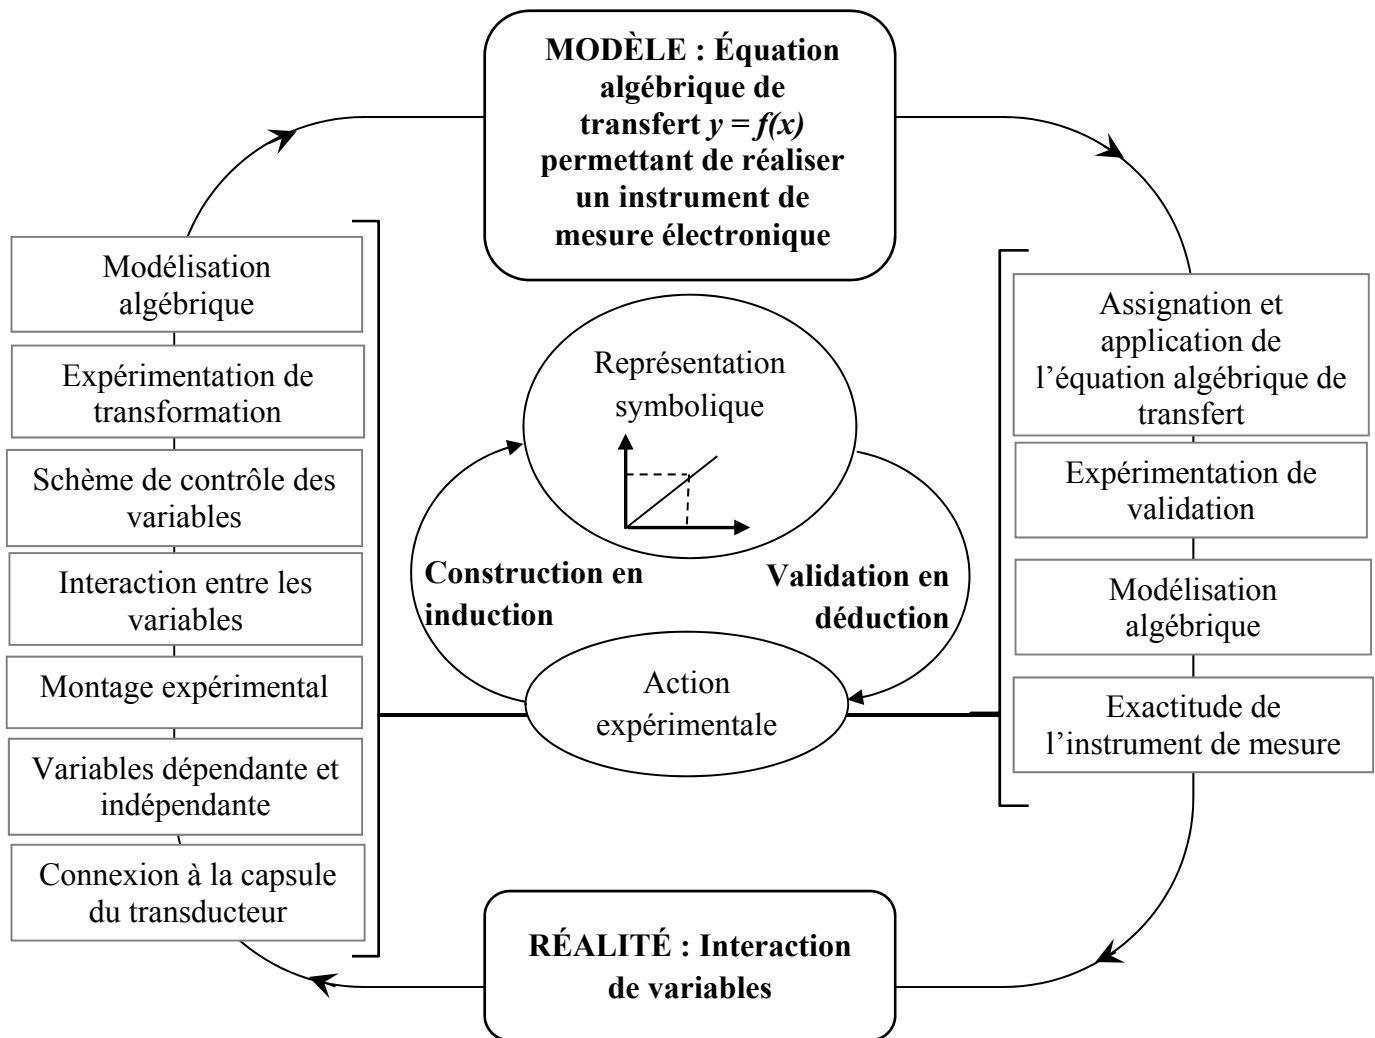 MODÈLE : Équation
algébrique de
transfert y = f(x)
permettant de réaliser
un instrument de
mesure électronique
Modélisation
algébrique
Expérimentation de
transformation
Schème de contrôle des
variables
Interaction entre les
variables
Montage expérimental
Variables dépendante et
indépendante
Connexion à la capsule
du transducteur
Représentation
symbolique
Construction en
induction
Validation en
déduction
Action
expérimentale
Assignation et
application de
l’équation algébrique de
transfert
Expérimentation de
validation
Modélisation
algébrique
Exactitude de
l’instrument de mesure
RÉALITÉ : Interaction
de variables